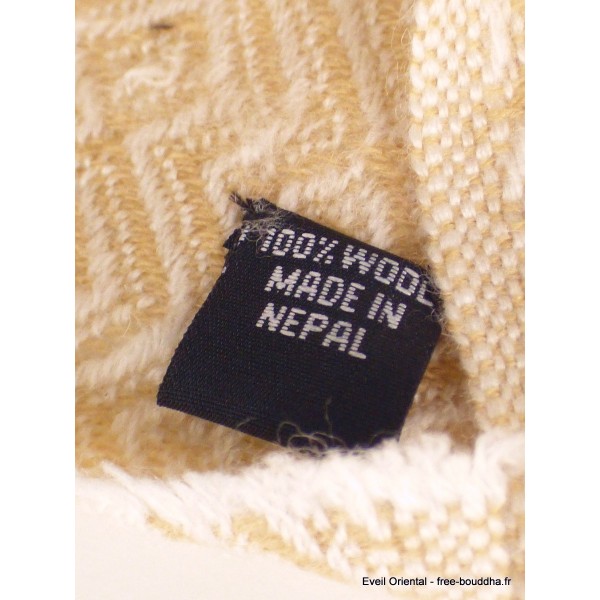 100% WOOL
MADE IN
NEPAL
Eveil Oriental - free-bouddha.fr